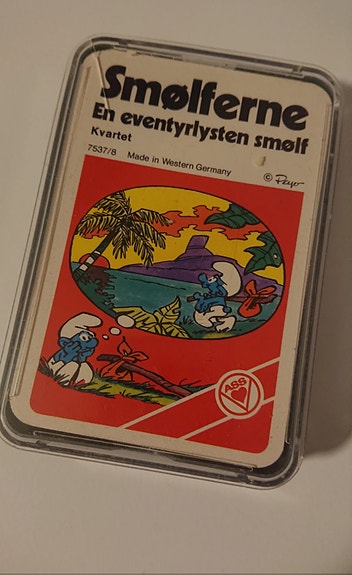 Smølferne
En eventyrlysten smølf
Kvartet
7537/8 Made in Western Germany
© Peyo
ASS